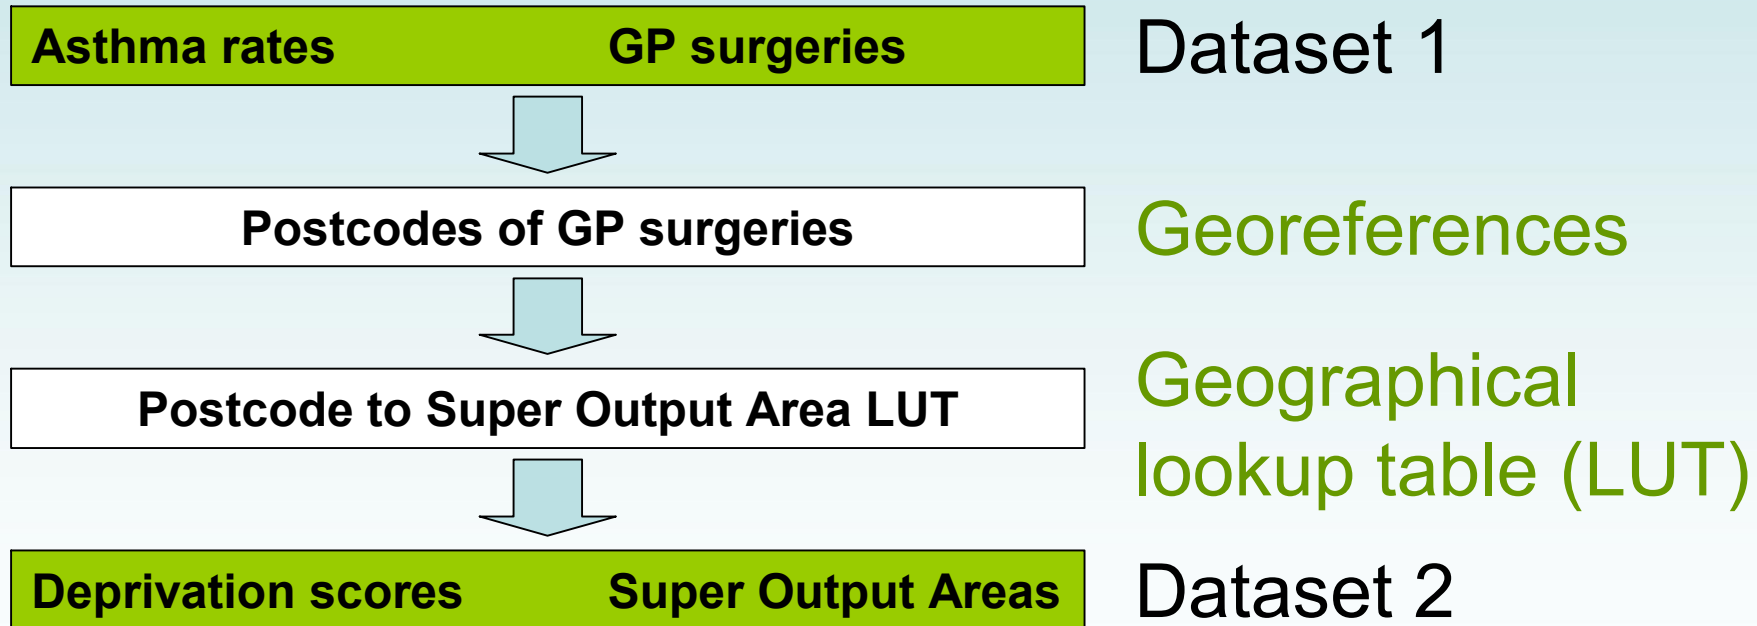 Asthma rates GP surgeries Dataset 1
Postcodes of GP surgeries Georeferences
Postcode to Super Output Area LUT Geographical
lookup table (LUT)
Deprivation scores Super Output Areas Dataset 2